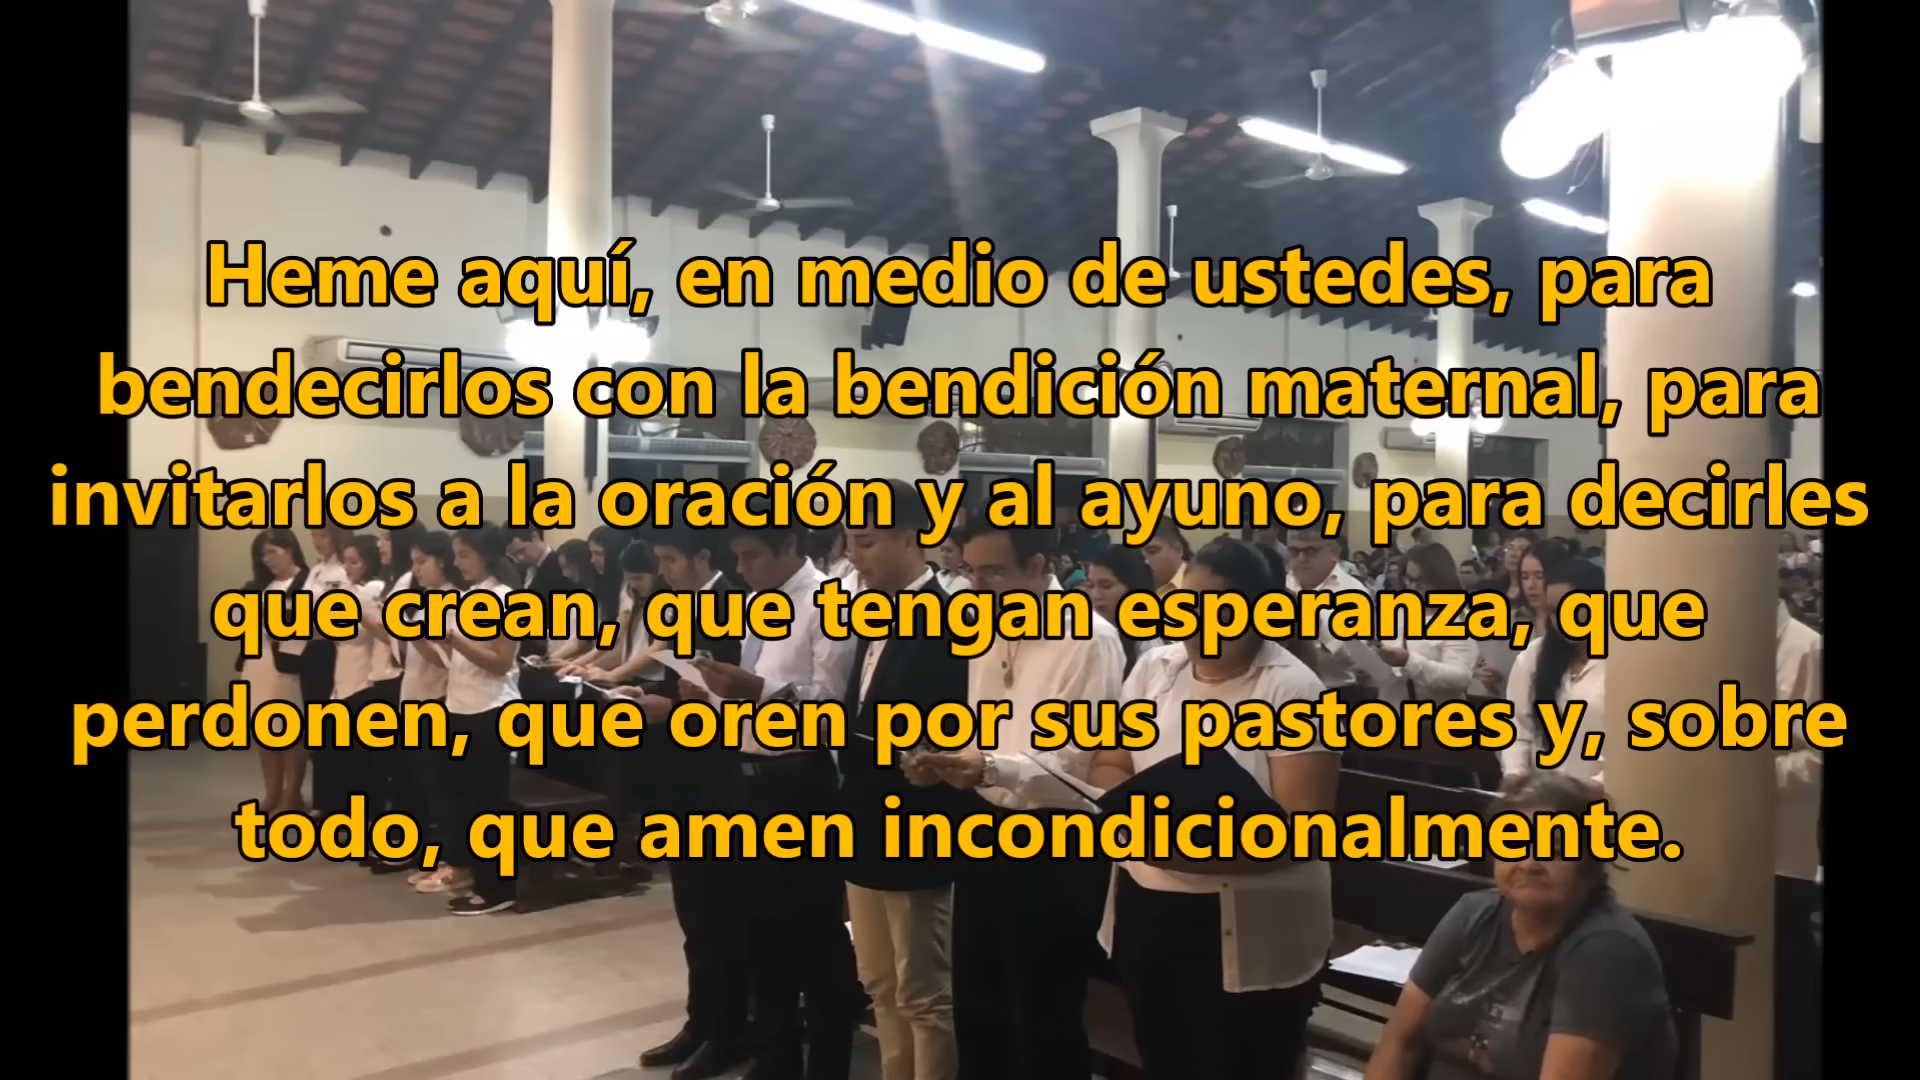 Heme aquí, en medio de ustedes, para
bendecirlos con la bendición maternal, para
invitarlos a la oración y al ayuno, para decirles
que crean, que tengan esperanza, que
perdonen, que oren por sus pastores y, sobre
todo, que amen incondicionalmente.